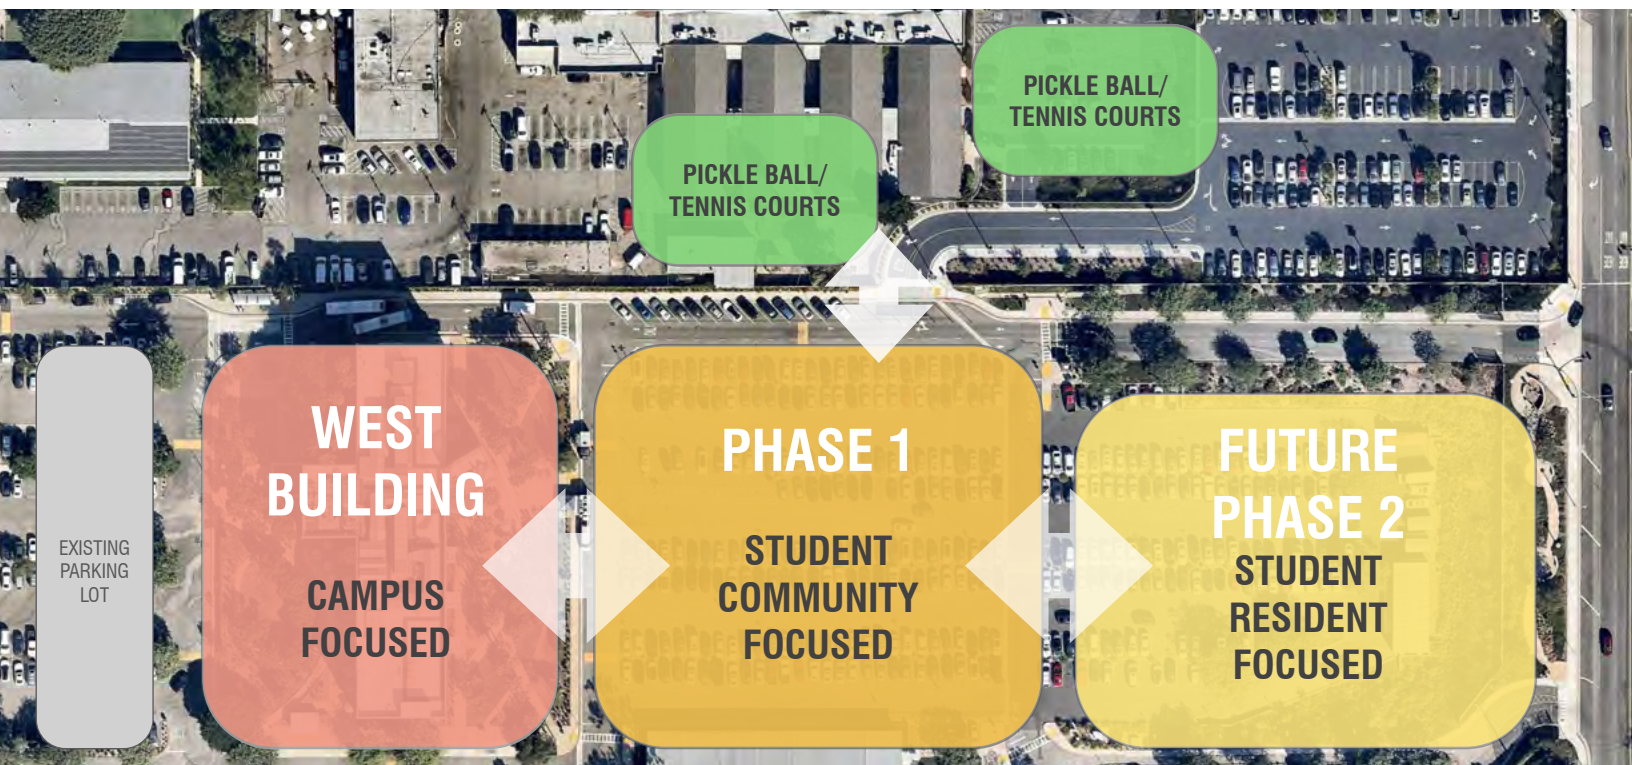 PICKLE BALL/
TENNIS COURTS
PICKLE BALL/
TENNIS COURTS
WEST
BUILDING
CAMPUS
FOCUSED
PHASE 1
STUDENT
COMMUNITY
FOCUSED
FUTURE
PHASE 2
STUDENT
RESIDENT
FOCUSED
EXISTING
PARKING
LOT